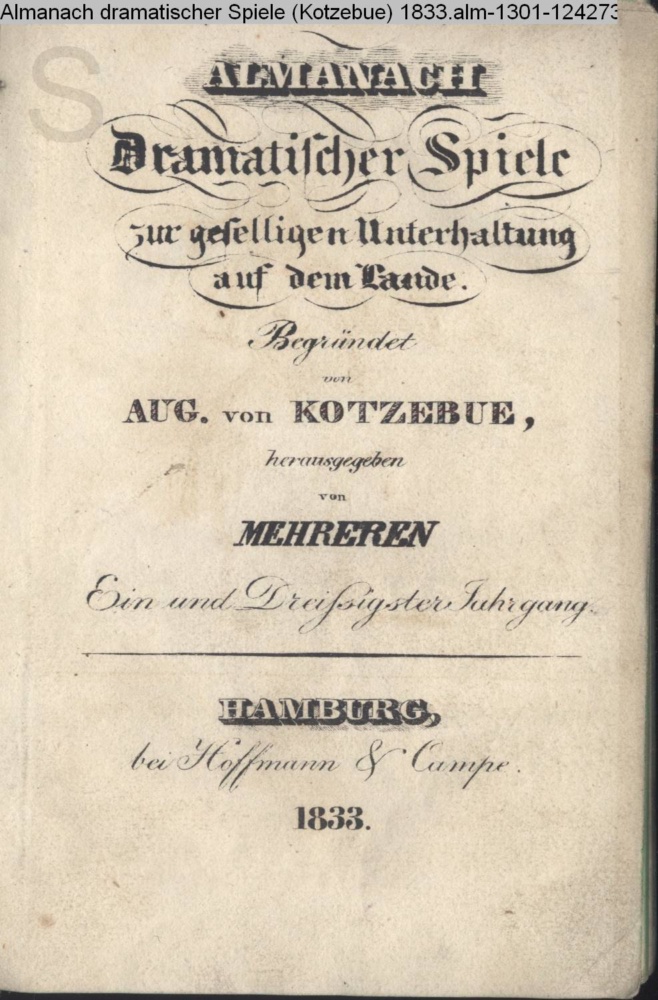 Almanach dramatischer Spiele (Kotzebue) 1833.alm-1301-124273
S
ALMANACH
Dramatiſcher Spiele
zur geſelligen Unterhaltung
auf dem Lande.
Begründet
von
AUG. von KOTZEBUE,
herausgegeben
von
MEHREREN
Ein und Dreiſsigster Jahrgang.
HAMBURG,
bei Hoffmann & Campe.
1833.